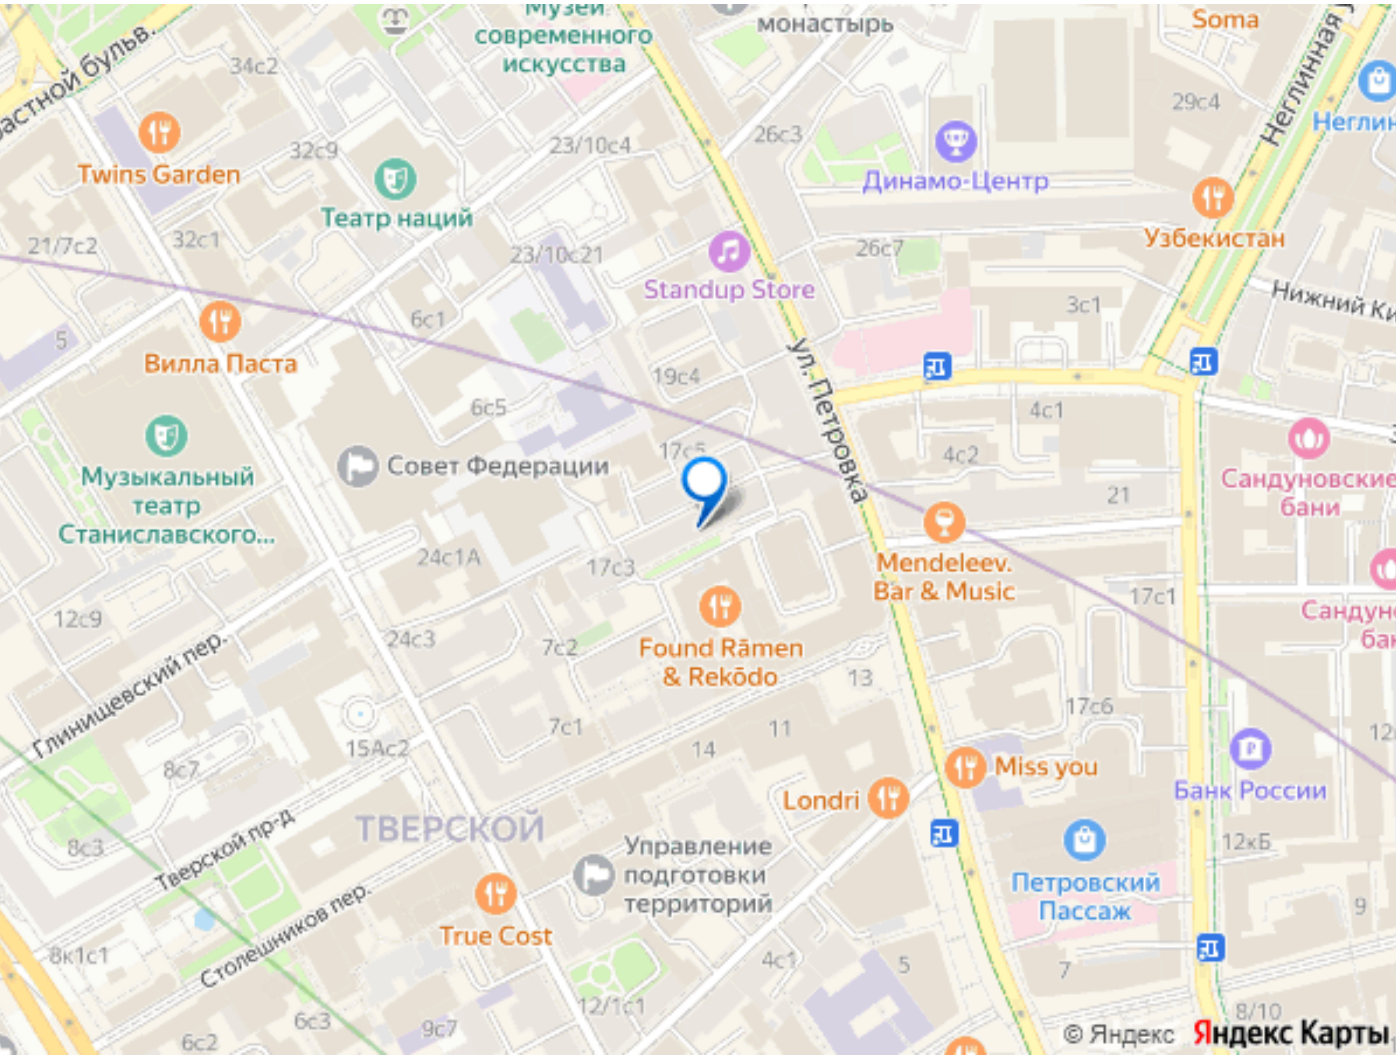 Музей
современного
искусства
монастырь
Soma
Страстной бульв.
34с2
29с4
Неглинная
Неглин
Twins Garden
32с9
23/10с4
26с3
Динамо-Центр
Театр наций
Узбекистан
21/7с2
32с1
23/10с21
26с7
Standup Store
Нижний Ки
6с1
3с1
5
Вилла Паста
ул. Петровка
19с4
6с5
4с1
17с5
4с2
Совет Федерации
Музыкальный
театр
Станиславского...
Сандуновские
бани
21
24с1А
17с3
Mendeleev.
Bar & Music
17с1
12с9
24с3
7с2
Found Rāmen
& Rekōdo
Сандун
бан
Глинищевский пер.
13
17с6
7с1
11
14
15Ас2
12с
8с7
Miss you
Londri
Банк России
ТВЕРСКОЙ
8с3
Тверской пр-д
Управление
подготовки
территорий
12кБ
Петровский
Пассаж
9
Столешников пер.
True Cost
8к1с1
4с1
5
7
12/1с1
6с3
9с7
6с2
8/10
© Яндекс Яндекс Карты